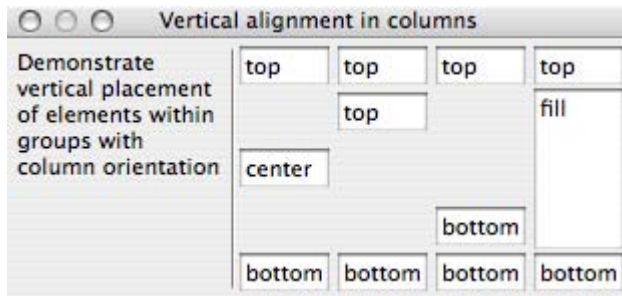 Vertical alignment in columns
Demonstrate
vertical placement
of elements within
groups with
column orientation
top top top top
top fill
center
bottom
bottom bottom bottom bottom